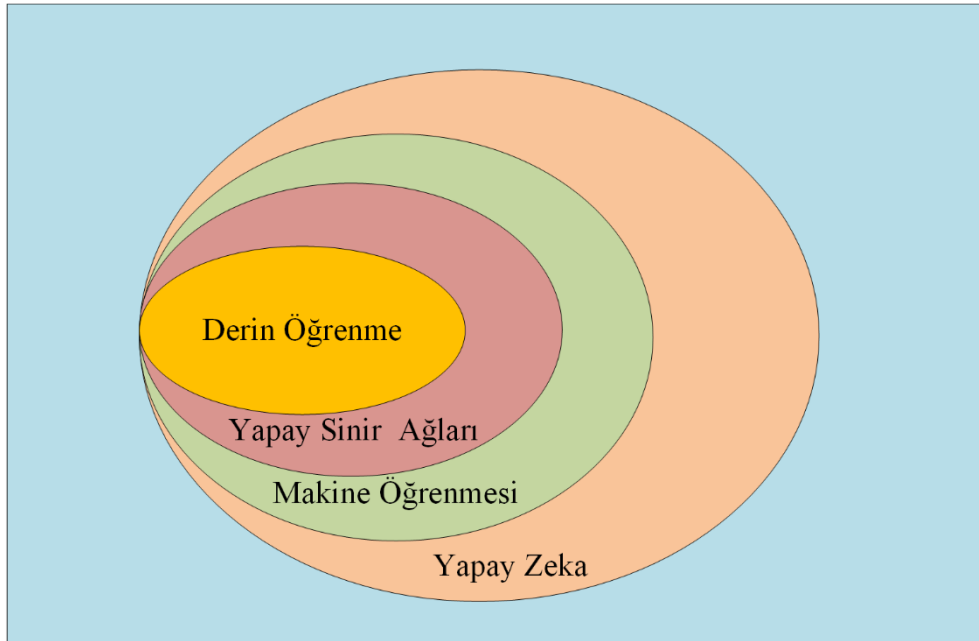 Derin Öğrenme
Yapay Sinir Ağları
Makine Öğrenmesi
Yapay Zeka